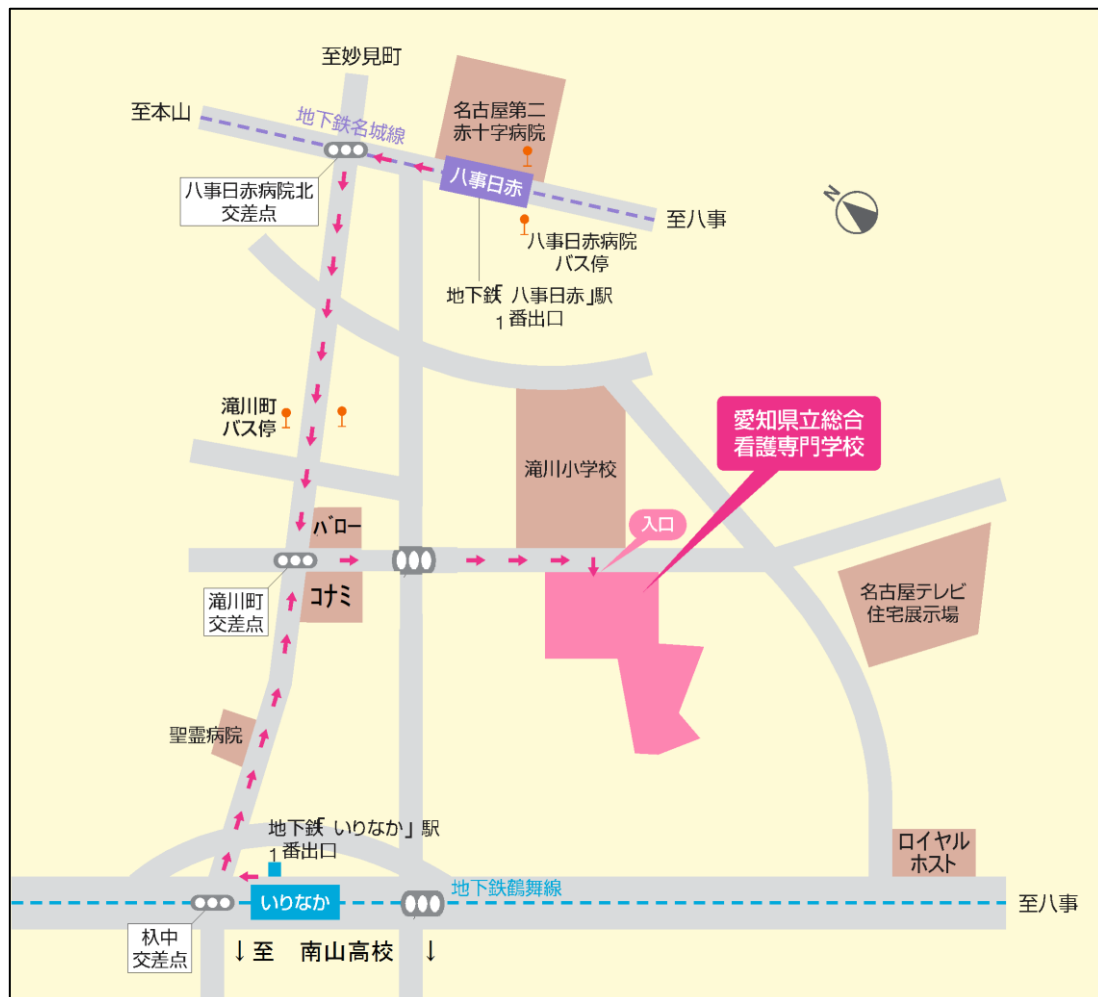 至妙見町
至本山
地下鉄名城線
名古屋第二
赤十字病院
八事日赤
八事日赤病院北
交差点
至八事
N
八事日赤病院
バス停
地下鉄「八事日赤」駅
1番出口
滝川町
バス停
愛知県立総合
看護専門学校
滝川小学校
バロー
入口
コナミ
滝川町
交差点
名古屋テレビ
住宅展示場
聖霊病院
地下鉄「いりなか」駅
1番出口
ロイヤル
ホスト
地下鉄鶴舞線
いりなか
至八事
杁中
交差点
↓至 南山高校 ↓